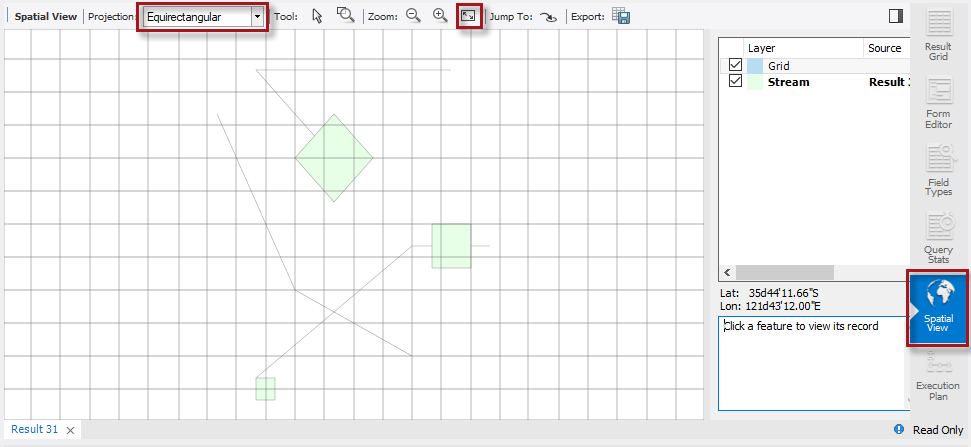 Spatial View Projection: Equirectangular Tool: Zoom: Jump To: Export:
Layer Source
Grid
Stream Result 3
Lat: 35d44'11.66"S
Lon: 121d43'12.00"E
Click a feature to view its record
Result
Grid
Form
Editor
Field
Types
Query
Stats
Spatial
View
Execution
Plan
Result 31
Read Only